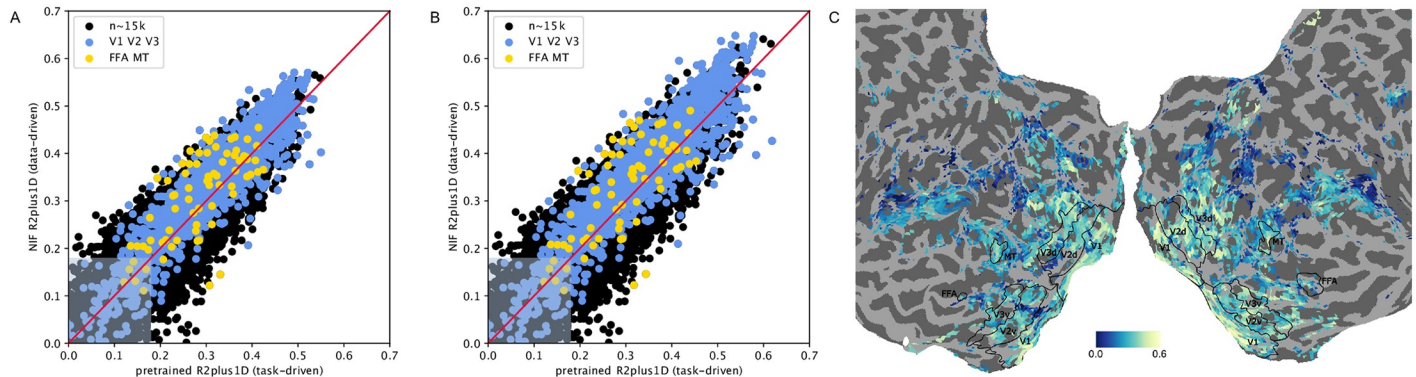 A
NIF R2plus1D (data-driven)
n~15k
V1 V2 V3
FFA MT
0.7
0.6
0.5
0.4
0.3
0.2
0.1
0.0
0.0 0.1 0.2 0.3 0.4 0.5 0.6 0.7
pretrained R2plus1D (task-driven)
B
NIF R2plus1D (data-driven)
n~15k
V1 V2 V3
FFA MT
0.7
0.6
0.5
0.4
0.3
0.2
0.1
0.0
0.0 0.1 0.2 0.3 0.4 0.5 0.6 0.7
pretrained R2plus1D (task-driven)
C
MT
V3d
V2d
V1
FFA
V3v
V2v
V1
V3d
V2d
V1
MT
FFA
V3v
V2v
V1
0.0 0.6